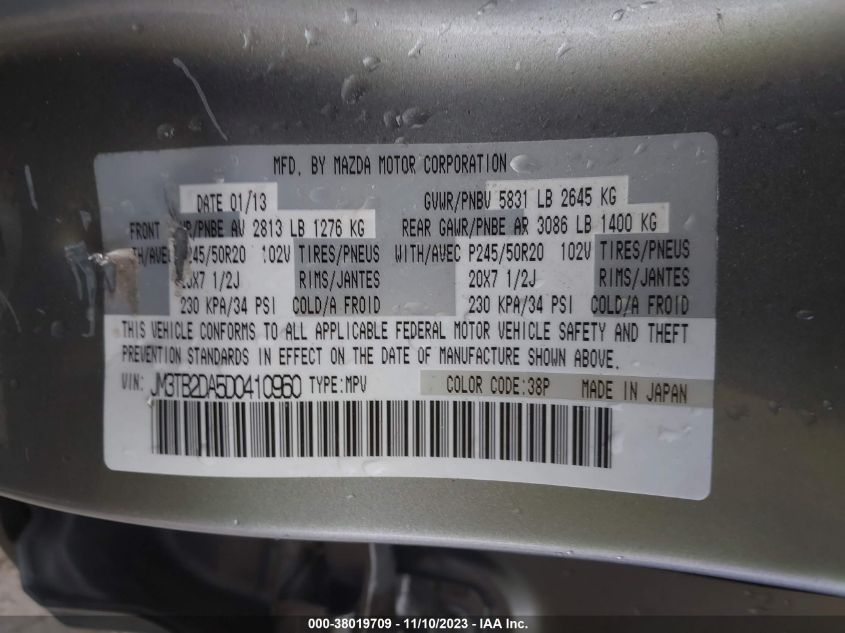 MFD. BY MAZDA MOTOR CORPORATION
DATE 01/13 GVWR/PNBV 5831 LB 2645 KG
FRONT /PNBE AV 2813 LB 1276 KG REAR GAWR/PNBE AR 3086 LB 1400 KG
TH/AVEC P245/50R20 102V TIRES/PNEUS WITH/AVEC P245/50R20 102V TIRES/PNEUS
20X7 1/2J RIMS/JANTES 20X7 1/2J RIMS/JANTES
230 KPA/34 PSI COLD/A FROID 230 KPA/34 PSI COLD/A FROID
THIS VEHICLE CONFORMS TO ALL APPLICABLE FEDERAL MOTOR VEHICLE SAFETY AND THEFT
PREVENTION STANDARDS IN EFFECT ON THE DATE OF MANUFACTURE SHOWN ABOVE.
VIN: JM3TB2DA5D0410960 TYPE:MPV COLOR CODE:38P MADE IN JAPAN
000-38019709 - 11/10/2023 - IAA Inc.